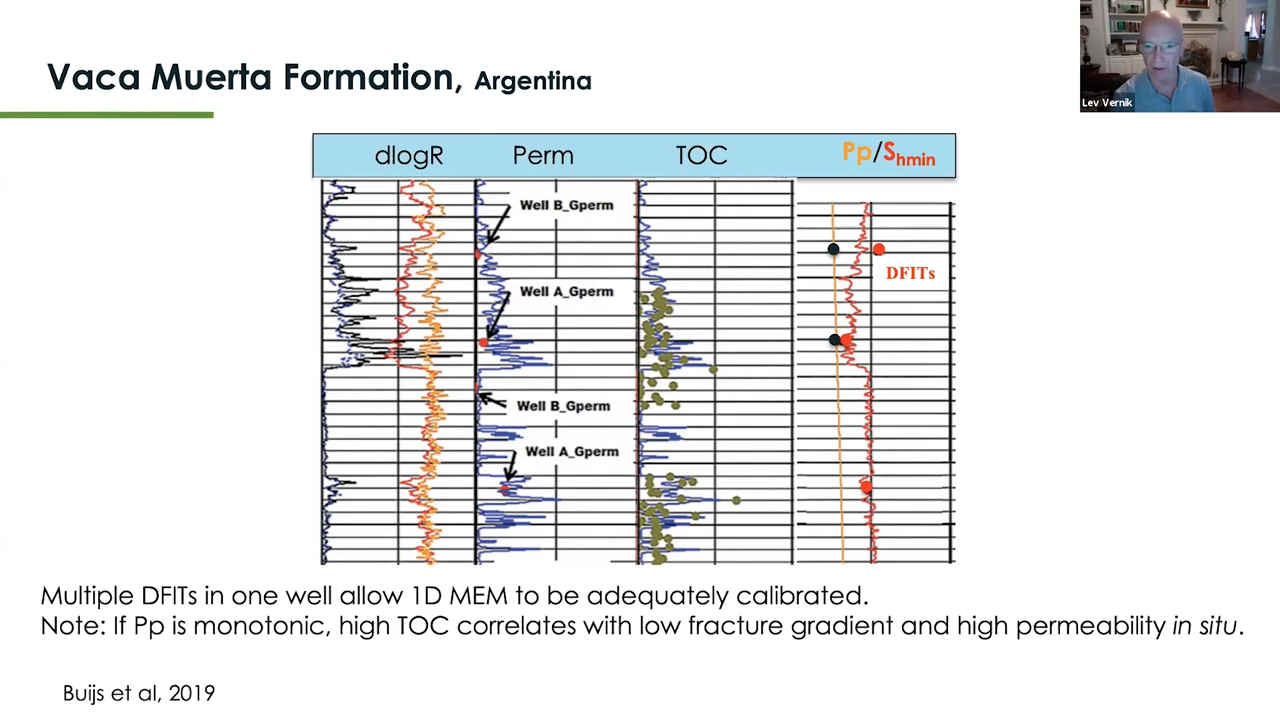 Vaca Muerta Formation, Argentina
Lev Vernik
dlogR Perm TOC Pp/Shmin
Well B_Gperm
DFITs
Well A_Gperm
Well B_Gperm
Well A_Gperm
Multiple DFITs in one well allow 1D MEM to be adequately calibrated.
Note: If Pp is monotonic, high TOC correlates with low fracture gradient and high permeability in situ.
Buijs et al, 2019